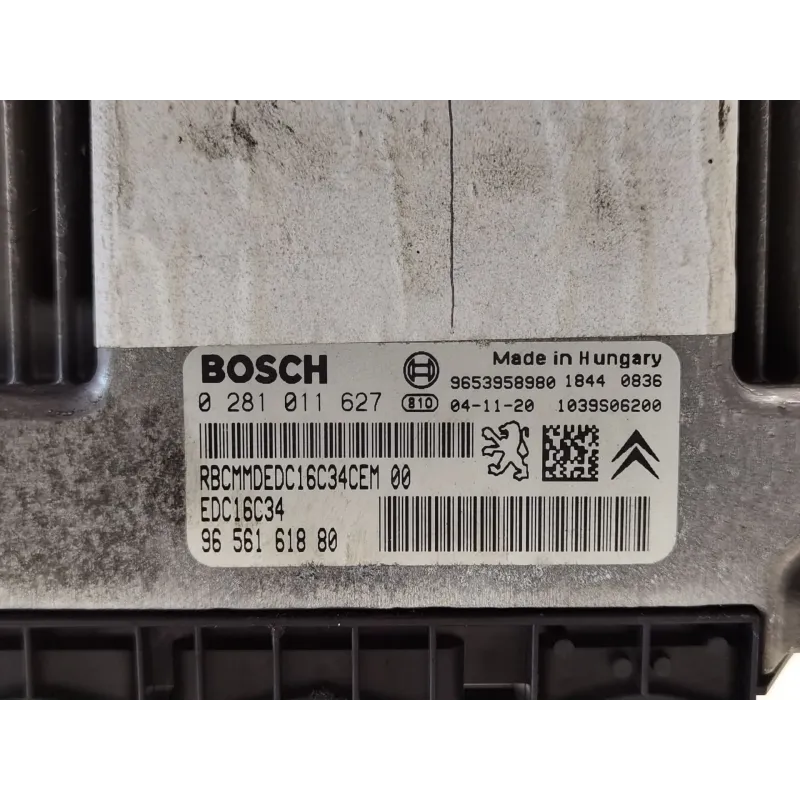 BOSCH
Made in Hungary
9653958980 1844 0836
0 281 011 627 810 04-11-20 1039S06200
RBCMMDEDC16C34CEM 00
EDC16C34
96 561 618 80